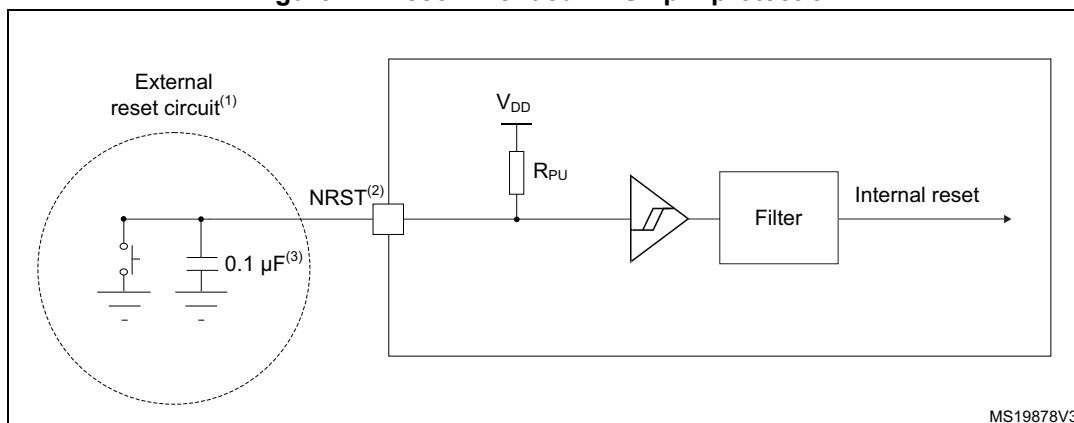 External
reset circuit(1)
VDD
RPU
NRST(2)
Filter
Internal reset
0.1 μF(3)
MS19878V3